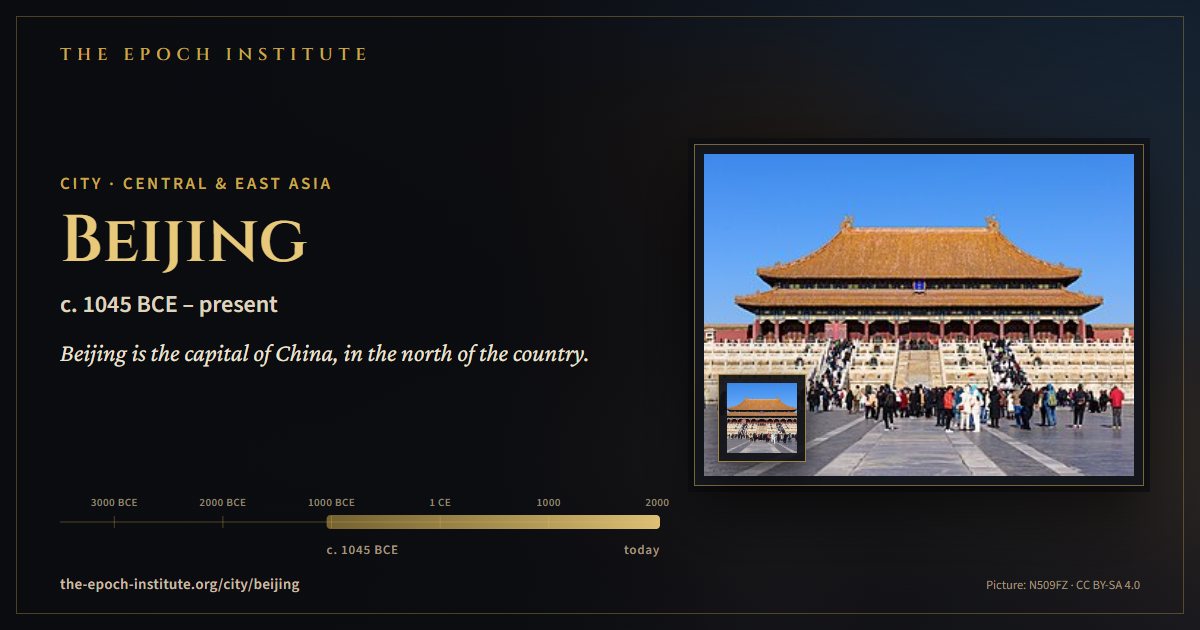 THE EPOCH INSTITUTE
CITY · CENTRAL & EAST ASIA
BEIJING
c. 1045 BCE – present
Beijing is the capital of China, in the north of the country.
3000 BCE 2000 BCE 1000 BCE 1 CE 1000 2000
c. 1045 BCE today
the-epoch-institute.org/city/beijing
Picture: N509FZ · CC BY-SA 4.0